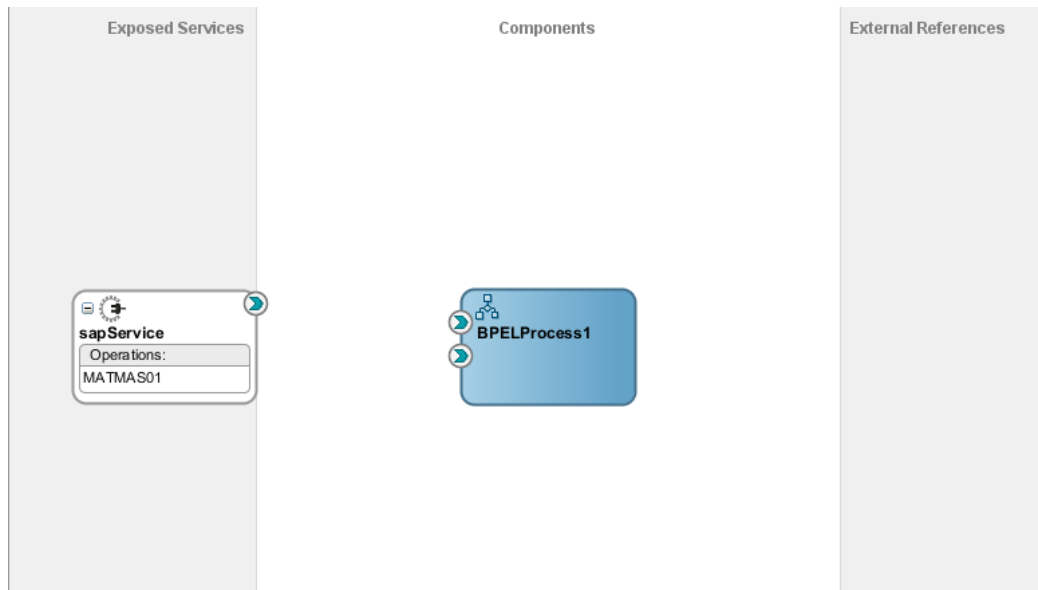 Exposed Services
Components
External References
sapService
Operations:
MATMAS01
BPELProcess1